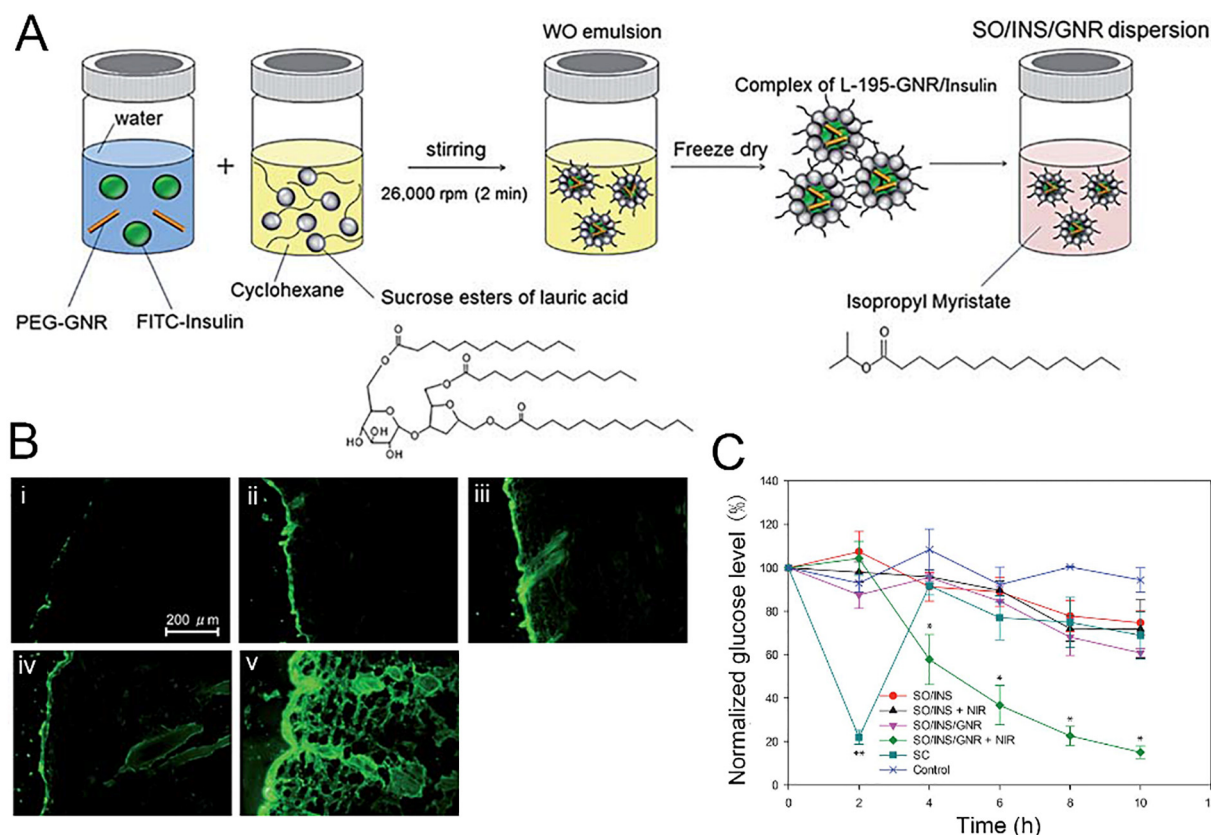 A
water
+
PEG-GNR
FITC-Insulin
Cyclohexane
Sucrose esters of lauric acid
stirring
26,000 rpm (2 min)
WO emulsion
Freeze dry
Complex of L-195-GNR/Insulin
SO/INS/GNR dispersion
Isopropyl Myristate
O
O
O
O
O
O
O
O
O
HO
OH
OH
O
O
B
i
200 μm
ii
iii
iv
v
C
Normalized glucose level (%)
140
120
100
80
60
40
20
0
SO/INS
SO/INS + NIR
SO/INS/GNR
SO/INS/GNR + NIR
SC
Control
**
*
*
*
*
0 2 4 6 8 10
Time (h)